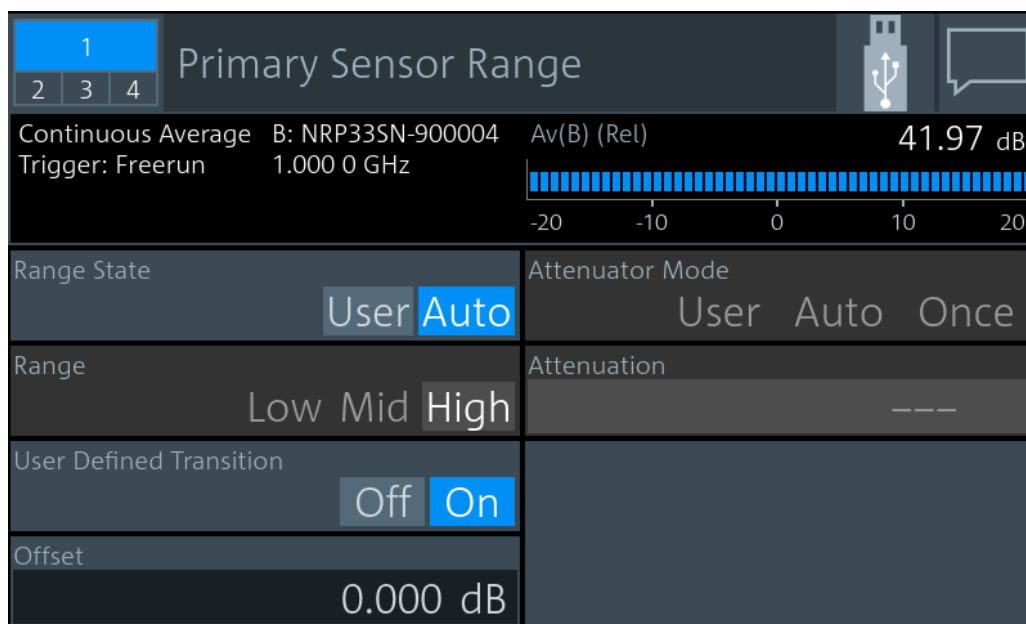 1
2 3 4
Primary Sensor Range
Continuous Average B: NRP33SN-900004 Av(B) (Rel) 41.97 dB
Trigger: Freerun 1.000 0 GHz
-20 -10 0 10 20
Range State
User Auto
Attenuator Mode
User Auto Once
Range
Low Mid High
Attenuation
---
User Defined Transition
Off On
Offset
0.000 dB